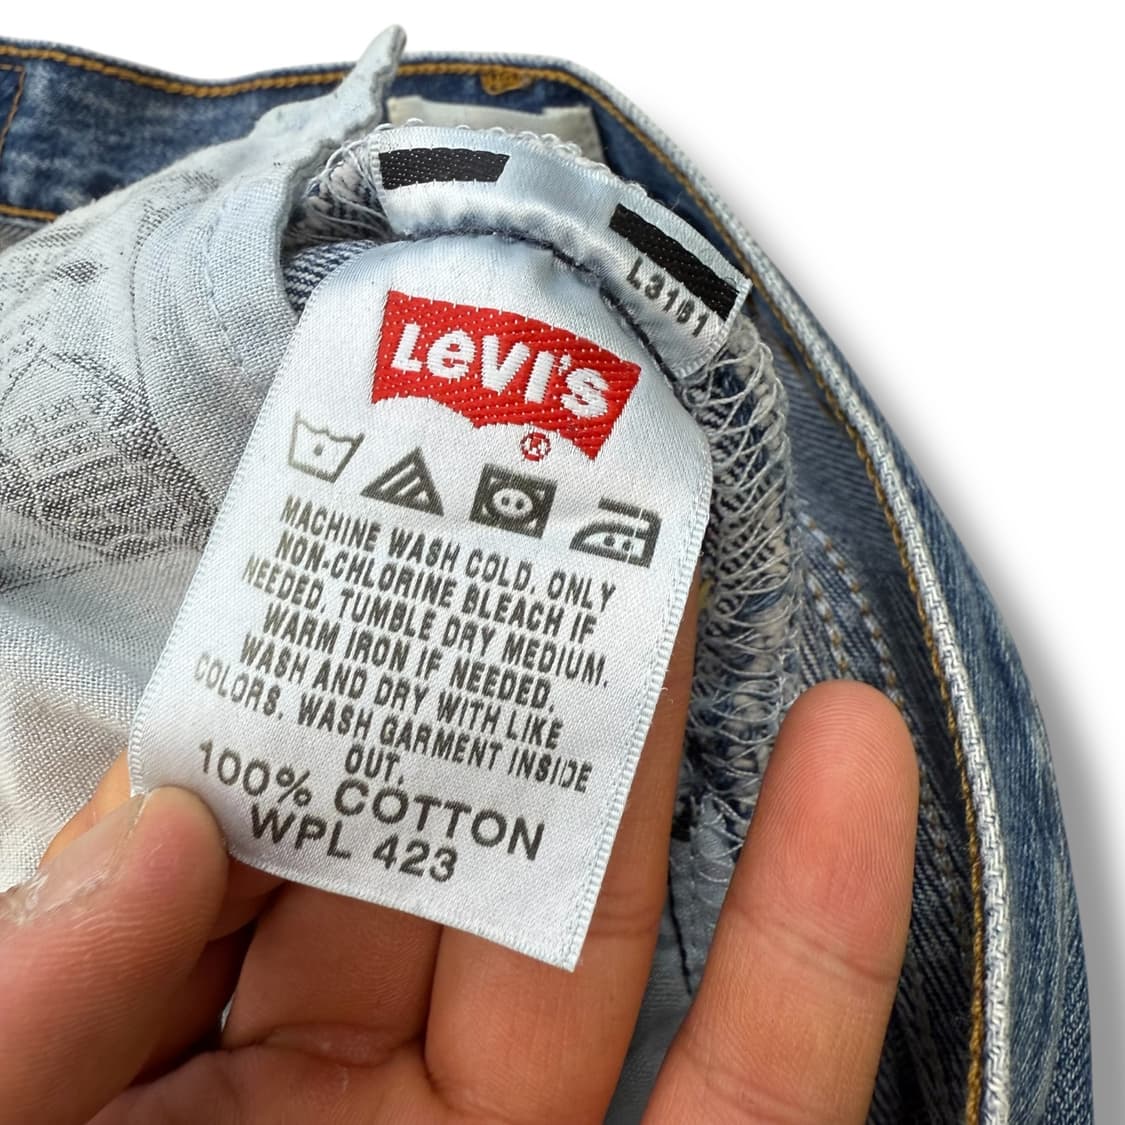 L3181
LEVI'S
®
MACHINE WASH COLD. ONLY
NON-CHLORINE BLEACH IF
NEEDED. TUMBLE DRY MEDIUM.
WARM IRON IF NEEDED.
WASH AND DRY WITH LIKE
COLORS. WASH GARMENT INSIDE
OUT.
100% COTTON
WPL 423